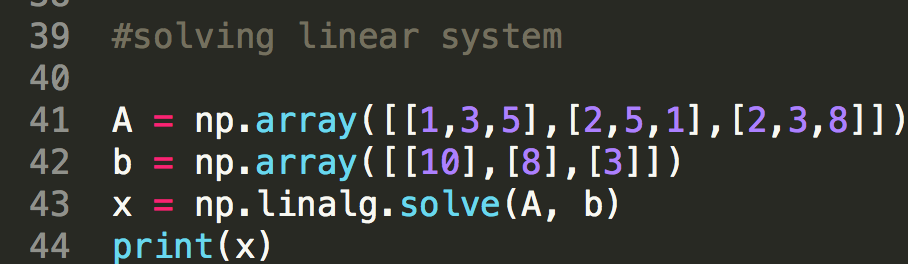 38
39 #solving linear system
40
41 A = np.array([[1,3,5],[2,5,1],[2,3,8]])
42 b = np.array([[10],[8],[3]])
43 x = np.linalg.solve(A, b)
44 print(x)